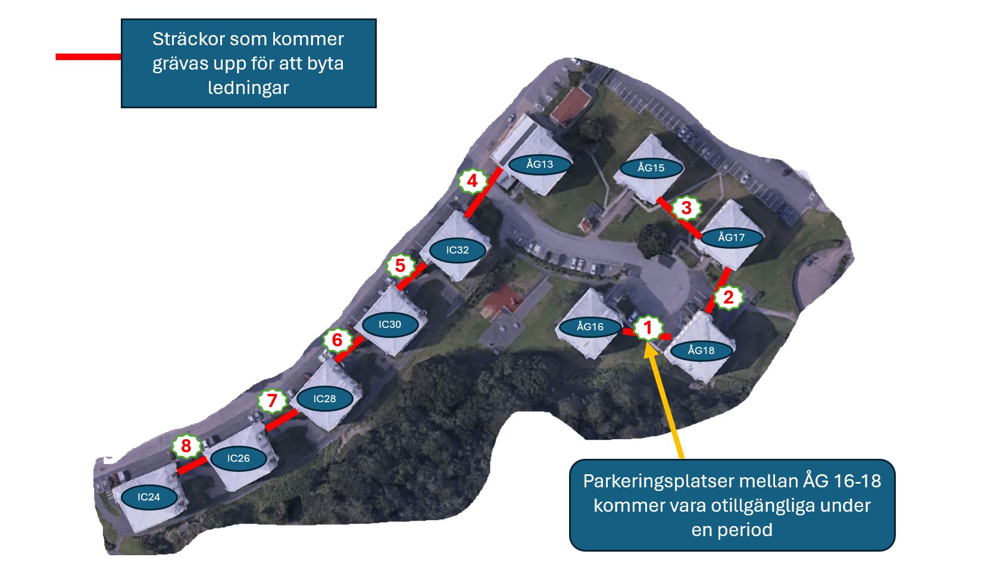 Sträckor som kommer
grävas upp för att byta
ledningar
ÅG13
ÅG15
4
3
ÅG17
IC32
5
2
IC30
ÅG16
1
6
ÅG18
IC28
7
8
IC26
IC24
Parkeringsplatser mellan ÅG 16-18
kommer vara otillgängliga under
en period